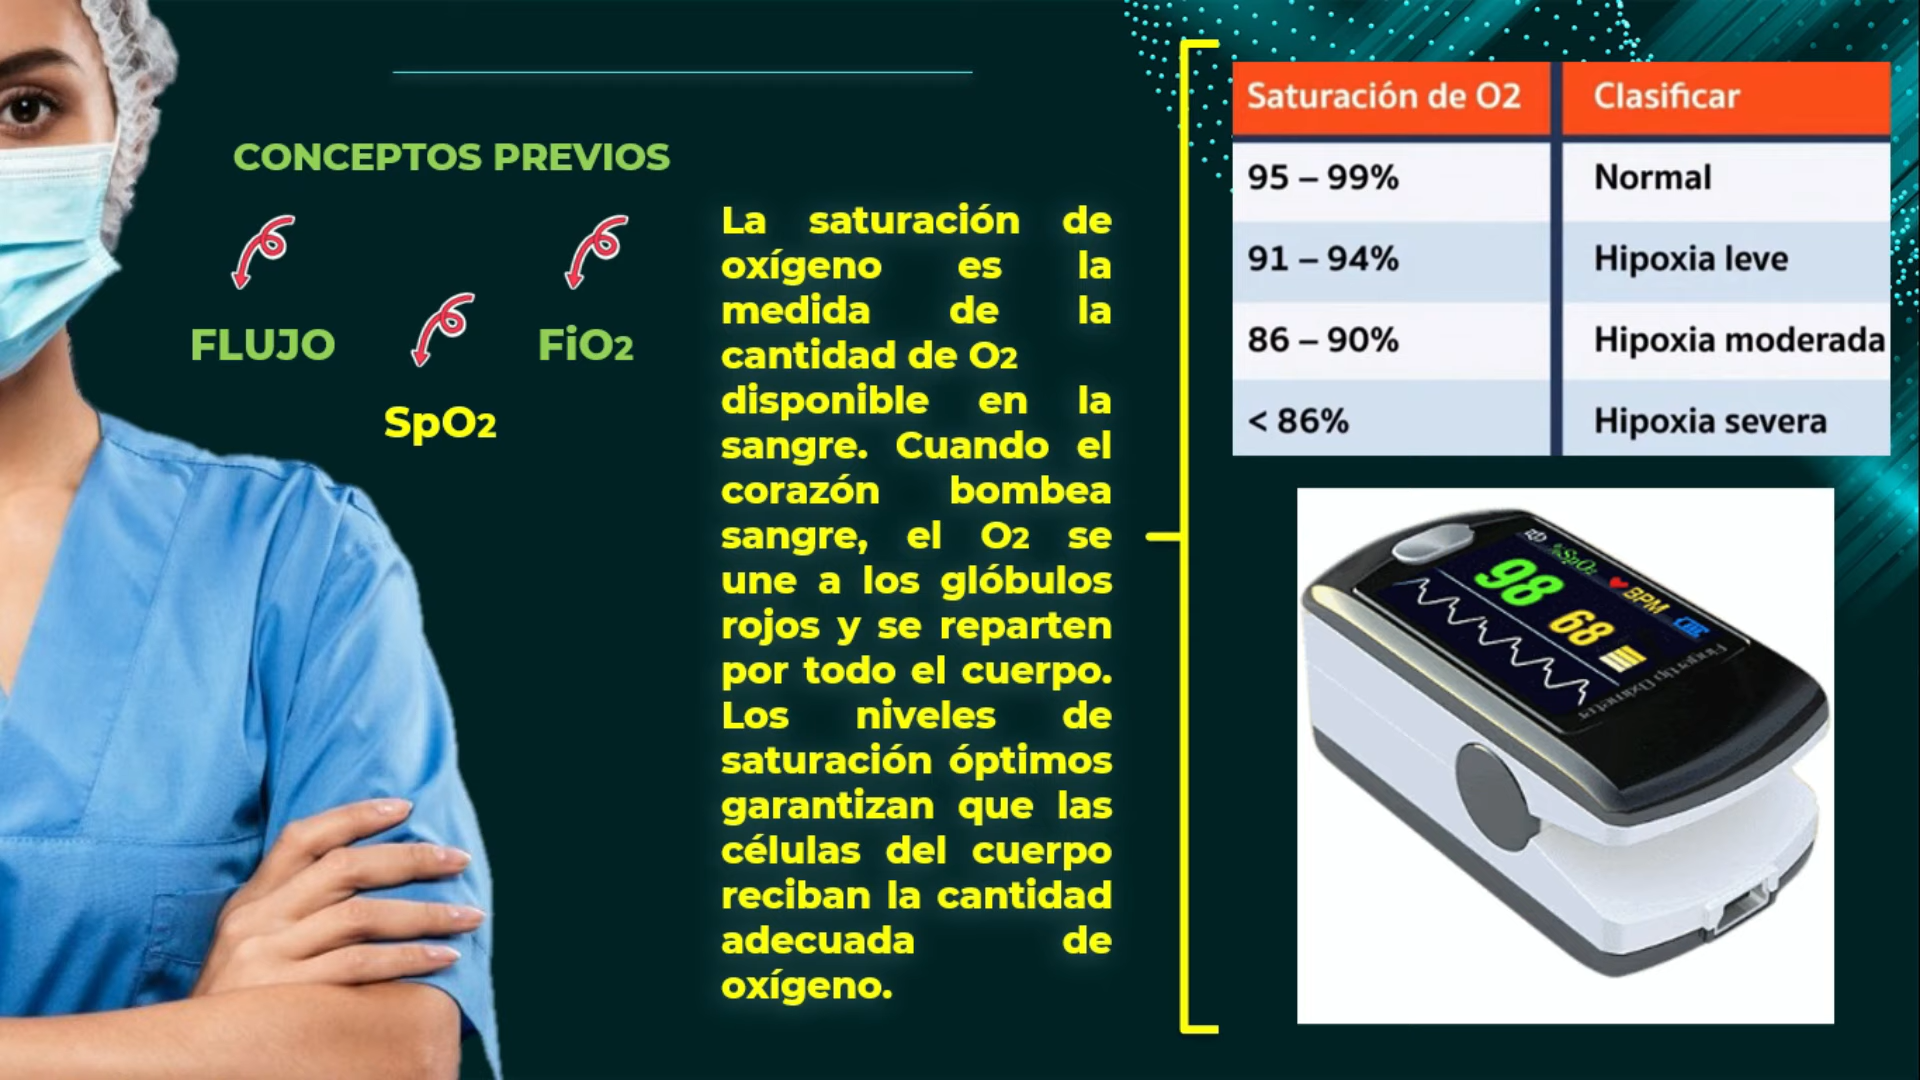 CONCEPTOS PREVIOS
FLUJO
FiO2
SpO2
La saturación de
oxígeno es la
medida de la
cantidad de O2
disponible en la
sangre. Cuando el
corazón bombea
sangre, el O2 se
une a los glóbulos
rojos y se reparten
por todo el cuerpo.
Los niveles de
saturación óptimos
garantizan que las
células del cuerpo
reciban la cantidad
adecuada de
oxígeno.
Saturación de O2 Clasificar
95 – 99% Normal
91 – 94% Hipoxia leve
86 – 90% Hipoxia moderada
< 86% Hipoxia severa
%SpO2
98
BPM
68
Fingertip Oximeter